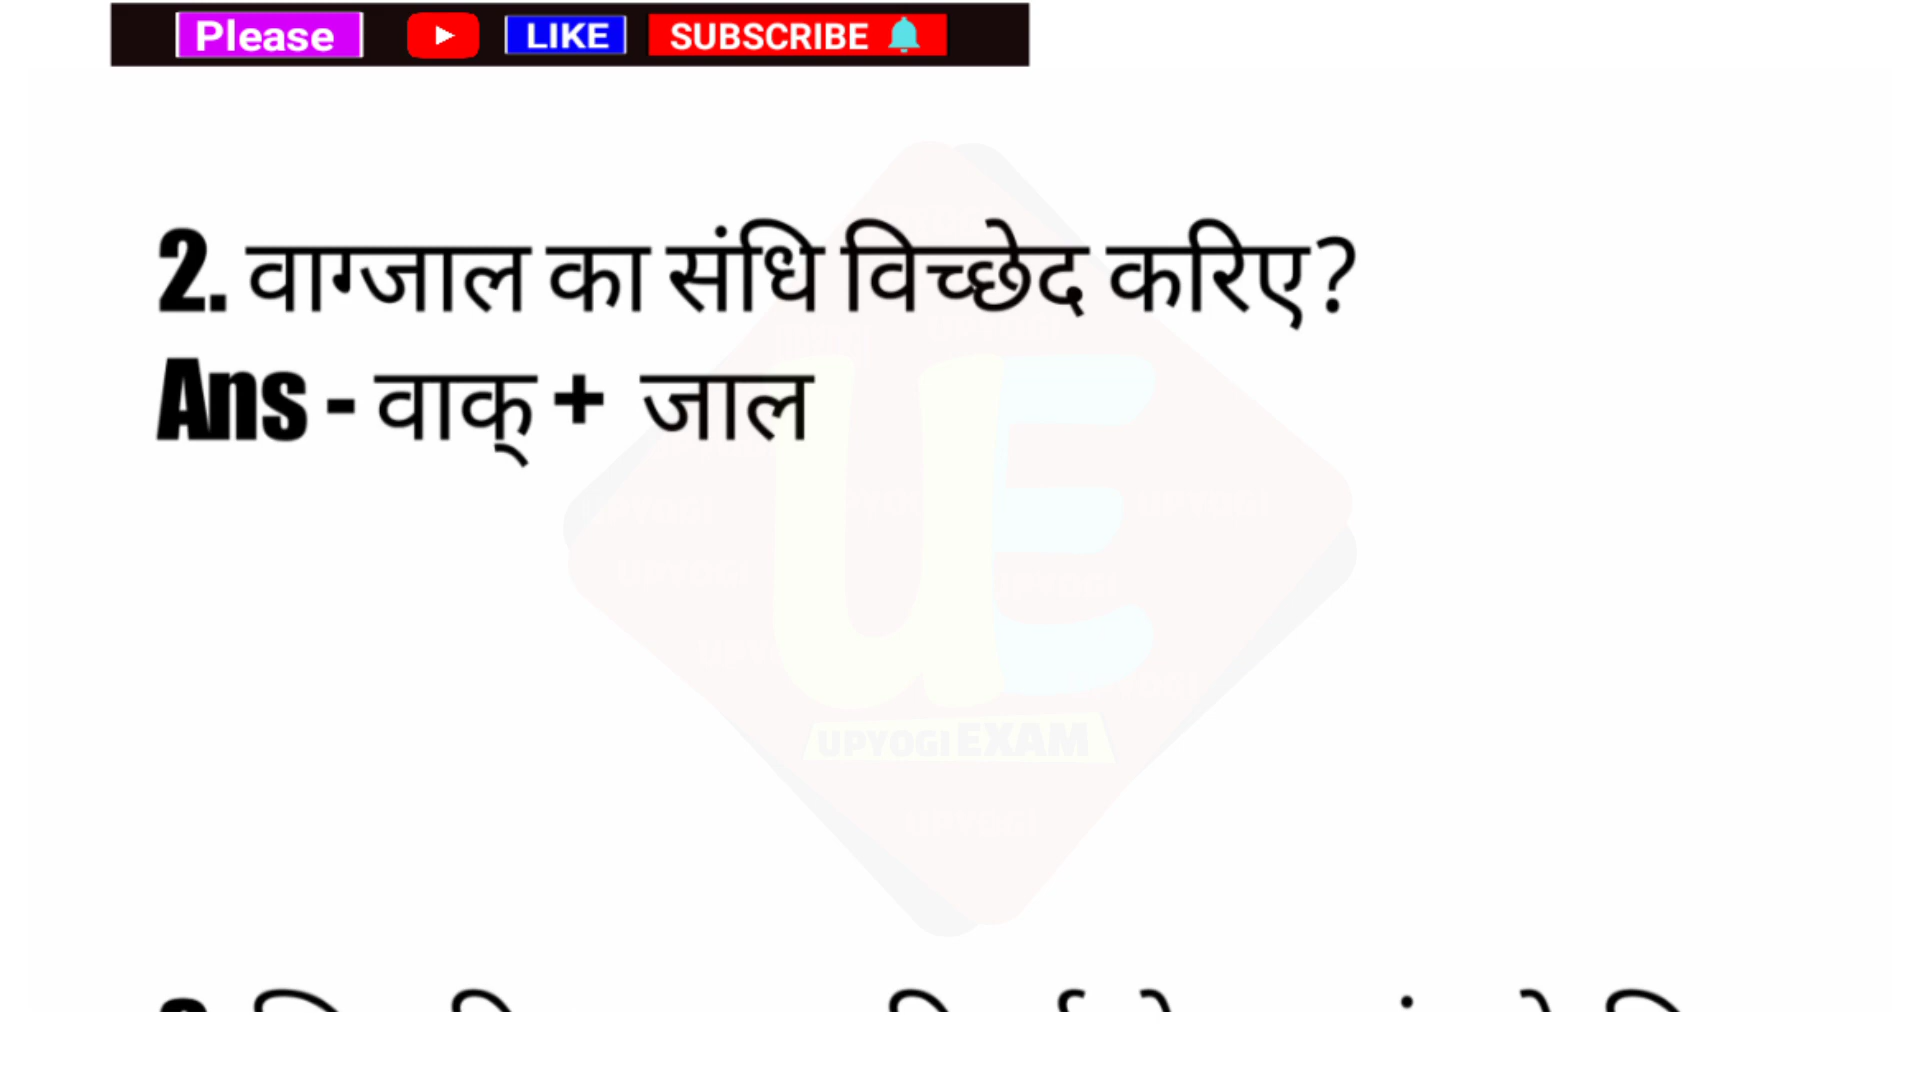 Please LIKE SUBSCRIBE
2. वाग्जाल का संधि विच्छेद करिए?
Ans - वाक् + जाल
UPYOGI EXAM